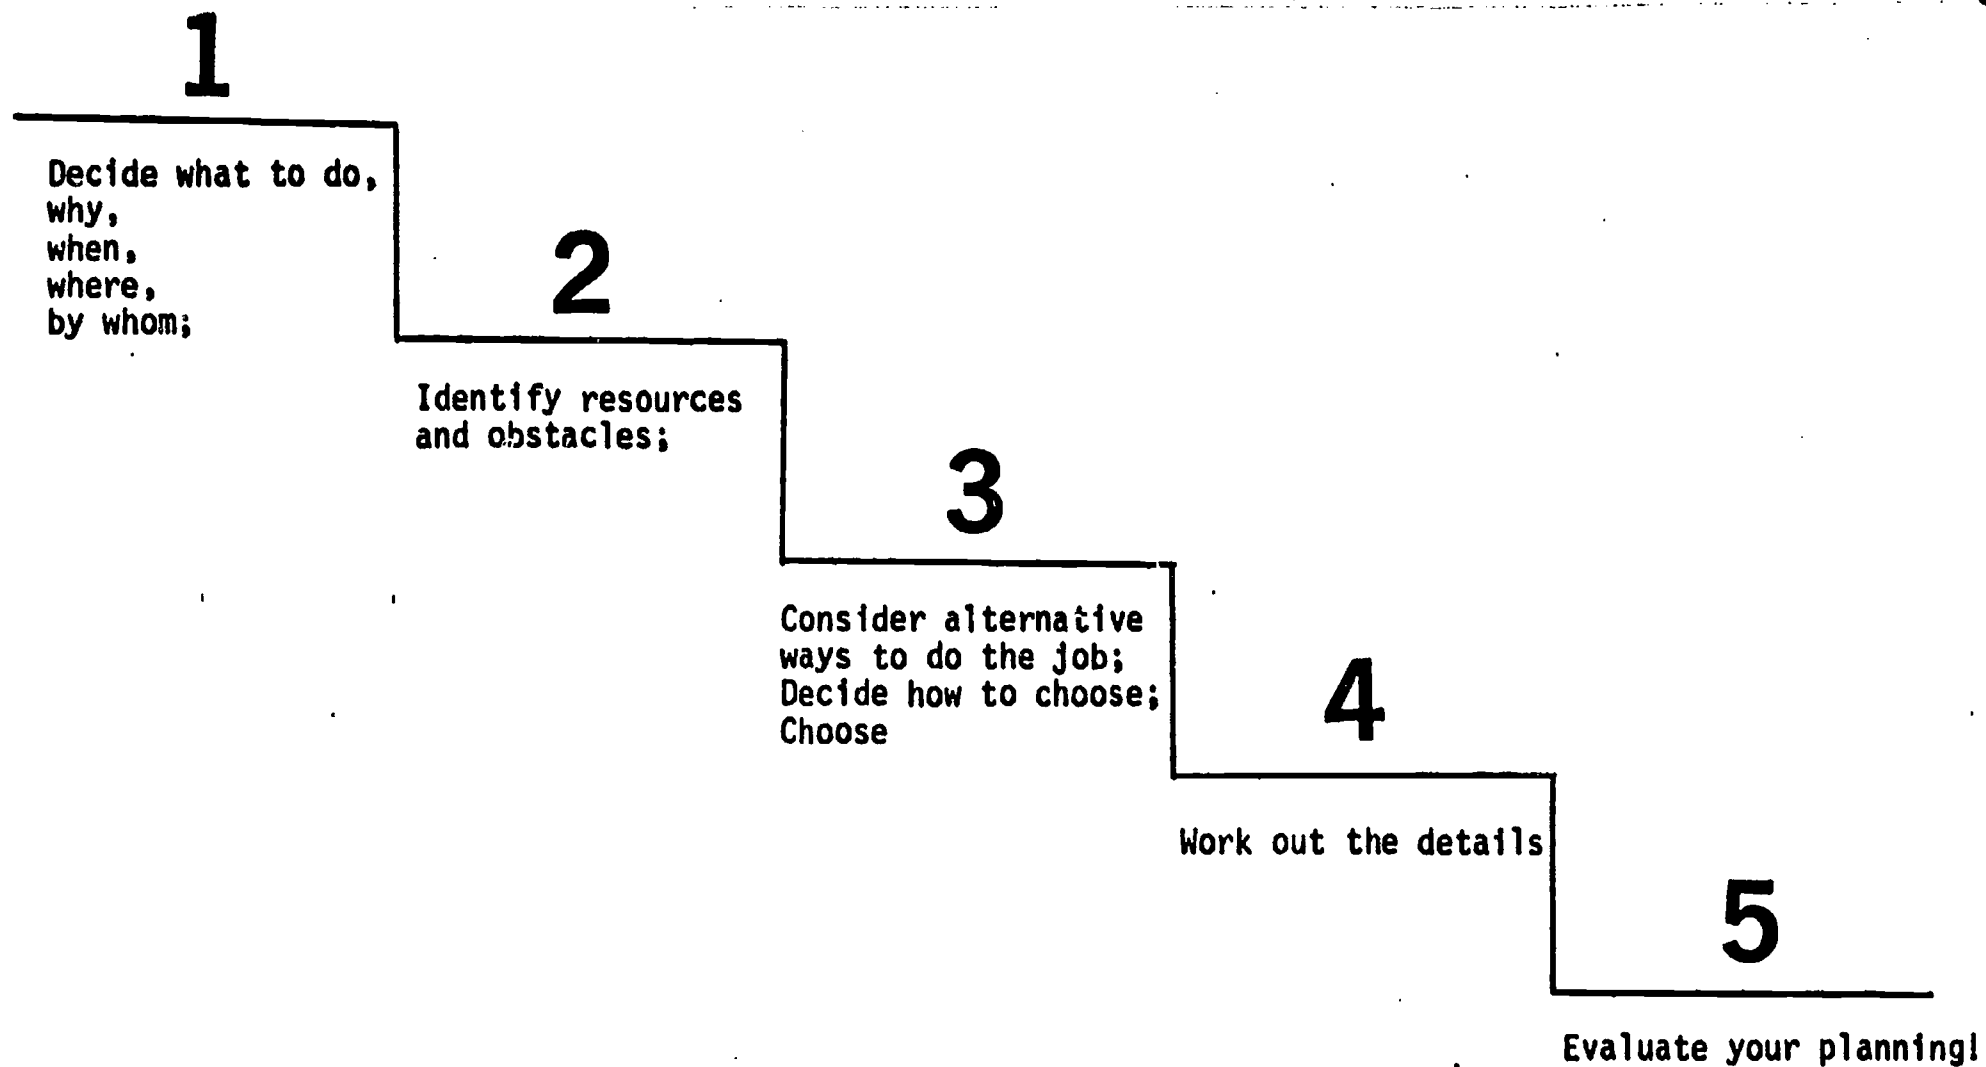 1
Decide what to do,
why,
when,
where,
by whom;
2
Identify resources
and obstacles;
3
Consider alternative
ways to do the job;
Decide how to choose;
Choose
4
Work out the details
5
Evaluate your planning!